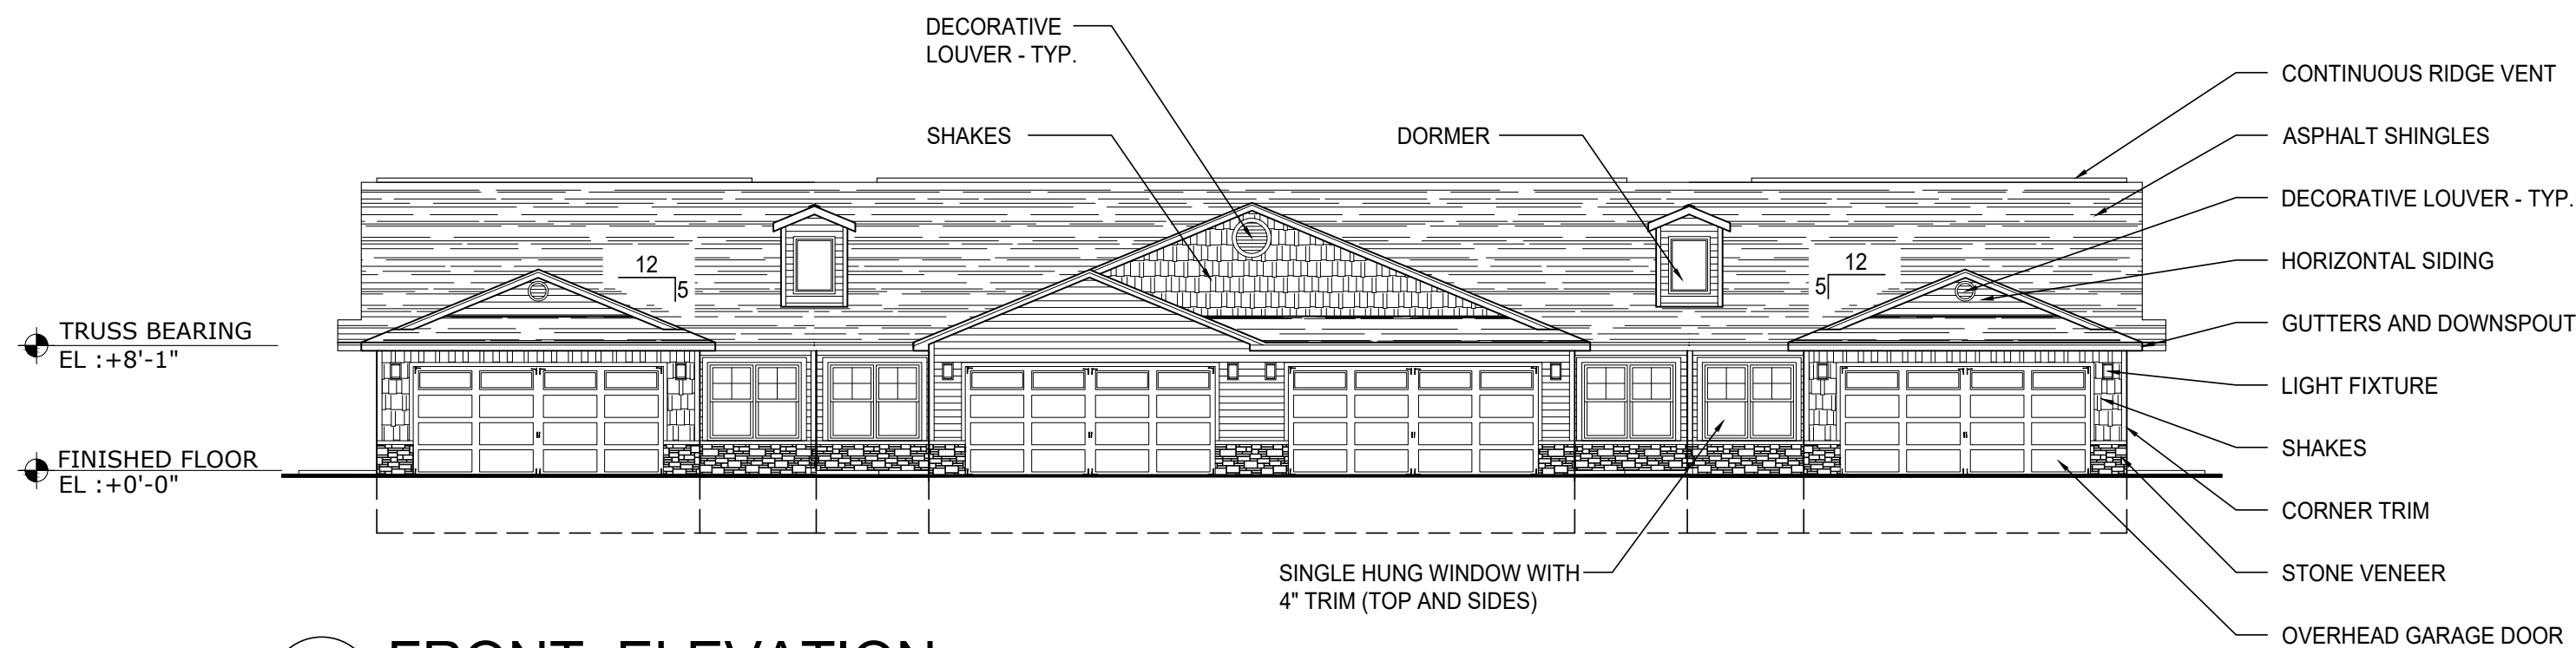 DECORATIVE
LOUVER - TYP.
SHAKES
DORMER
CONTINUOUS RIDGE VENT
ASPHALT SHINGLES
DECORATIVE LOUVER - TYP.
HORIZONTAL SIDING
GUTTERS AND DOWNSPOUT
LIGHT FIXTURE
SHAKES
CORNER TRIM
STONE VENEER
OVERHEAD GARAGE DOOR
12
5
12
5
TRUSS BEARING
EL :+8'-1"
FINISHED FLOOR
EL :+0'-0"
SINGLE HUNG WINDOW WITH
4" TRIM (TOP AND SIDES)
FRONT ELEVATION